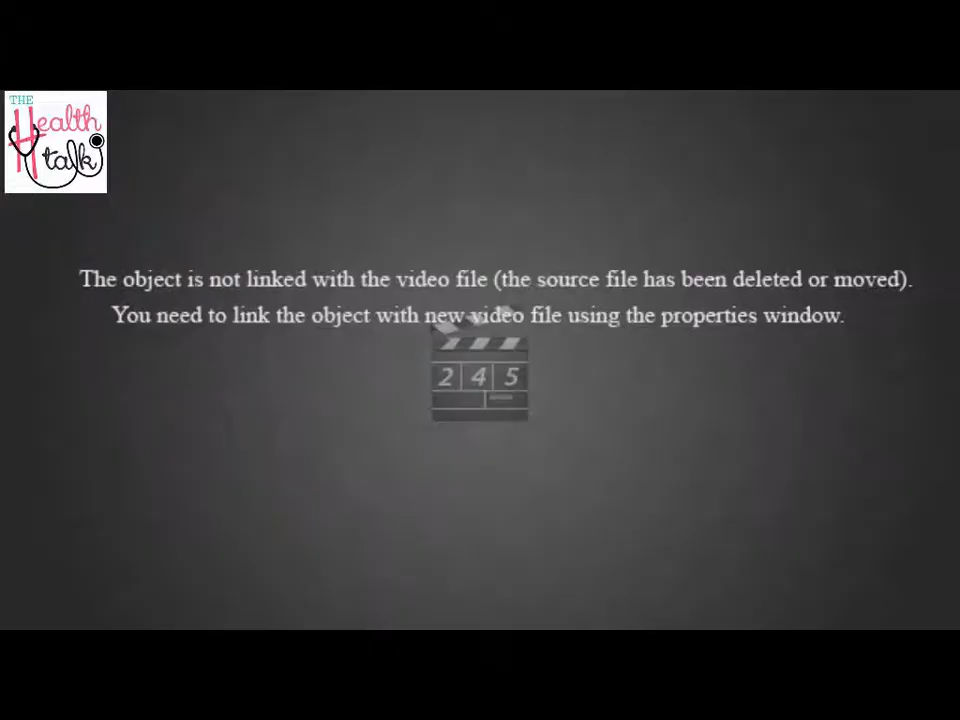 THE
Health
talk
The object is not linked with the video file (the source file has been deleted or moved).
You need to link the object with new video file using the properties window.
2 4 5